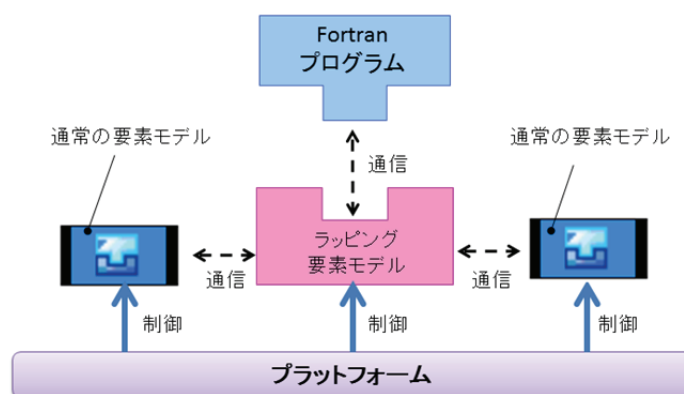 Fortran
プログラム
通常の要素モデル
通常の要素モデル
通信
ラッピング
要素モデル
通信
通信
制御
制御
制御
プラットフォーム